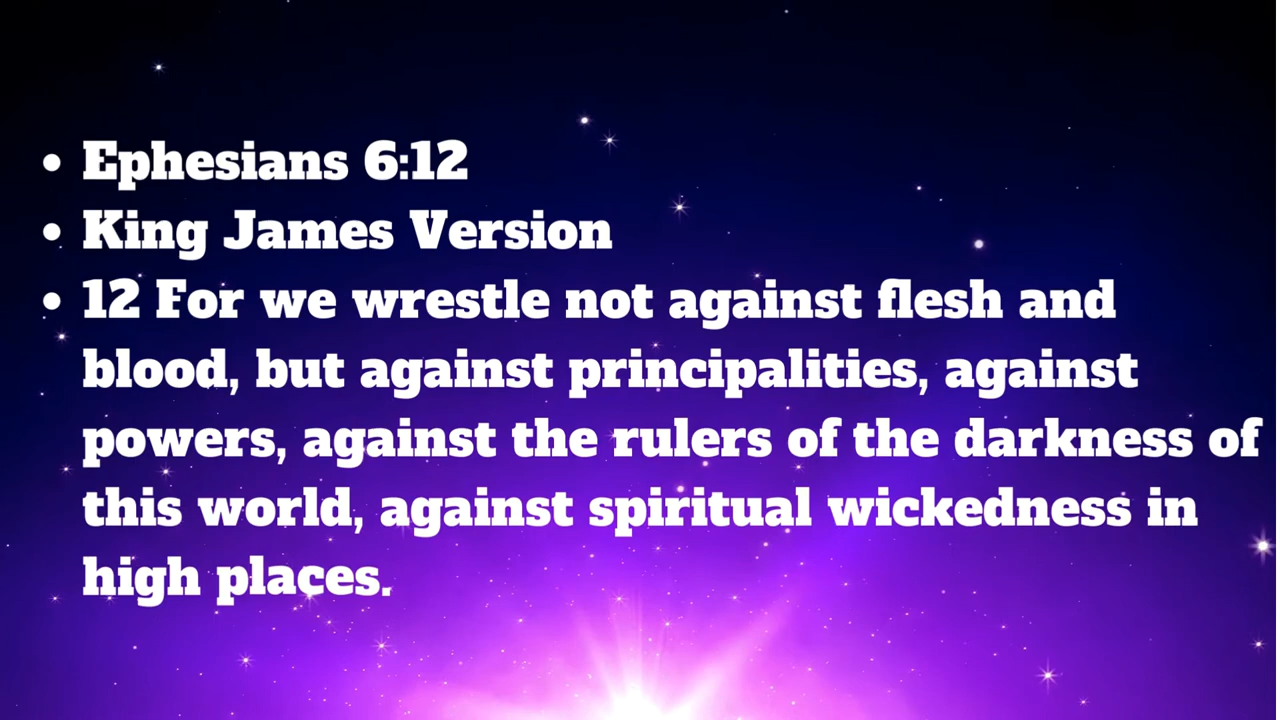 • Ephesians 6:12
• King James Version
• 12 For we wrestle not against flesh and
blood, but against principalities, against
powers, against the rulers of the darkness of
this world, against spiritual wickedness in
high places.